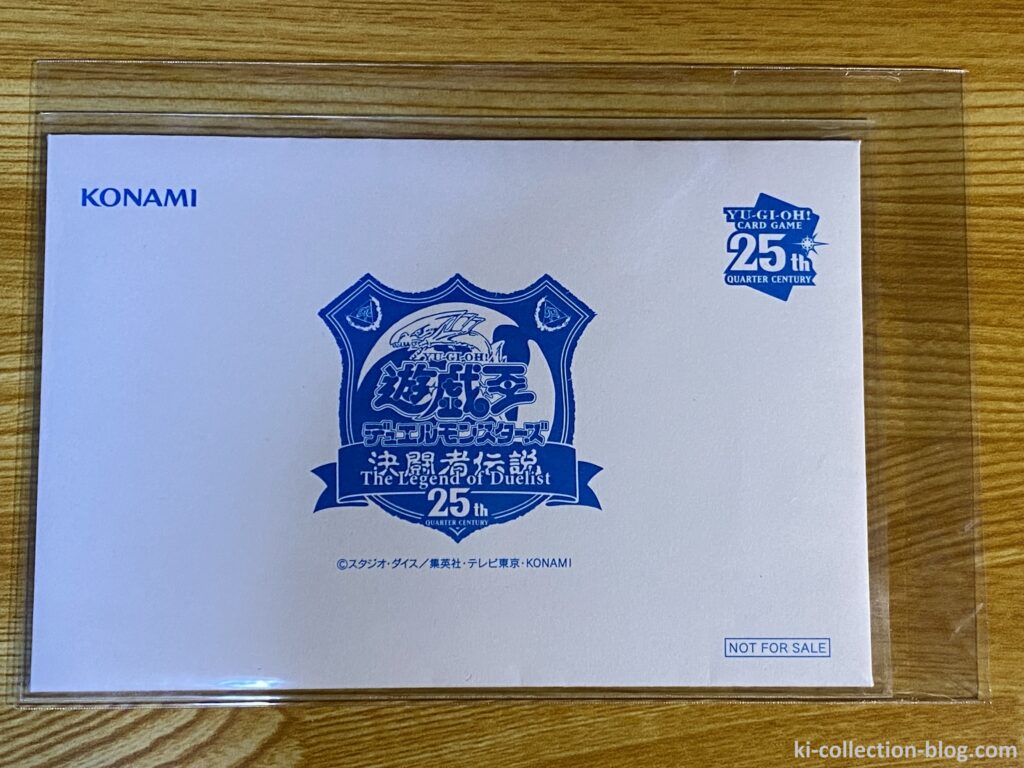 KONAMI
YU-GI-OH!
CARD GAME
25th
QUARTER CENTURY
YU-GI-OH!
遊戯王
デュエルモンスターズ
決闘者伝説
The Legend of Duelist
25th
QUARTER CENTURY
©スタジオ・ダイス／集英社・テレビ東京・KONAMI
NOT FOR SALE
ki-collection-blog.com